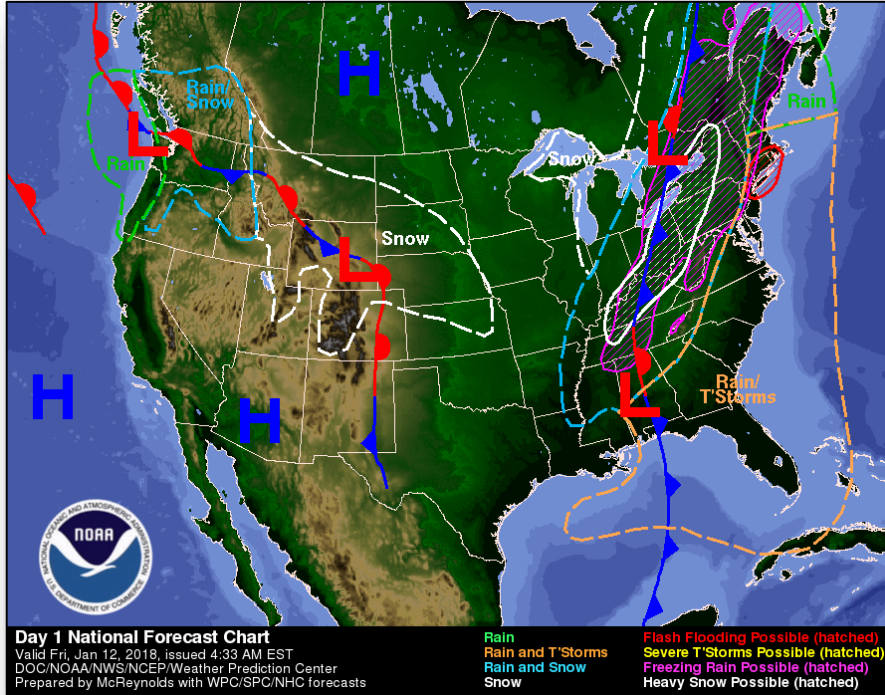 H
Rain/
Snow
Rain
L
Rain
L
Snow
L
Snow
L
H
H
Rain/
T'Storms
L
NATIONAL OCEANIC AND ATMOSPHERIC ADMINISTRATION
NOAA
U.S. DEPARTMENT OF COMMERCE
Day 1 National Forecast Chart
Valid Fri, Jan 12, 2018, issued 4:33 AM EST
DOC/NOAA/NWS/NCEP/Weather Prediction Center
Prepared by McReynolds with WPC/SPC/NHC forecasts
Rain
Rain and T'Storms
Rain and Snow
Snow
Flash Flooding Possible (hatched)
Severe T'Storms Possible (hatched)
Freezing Rain Possible (hatched)
Heavy Snow Possible (hatched)